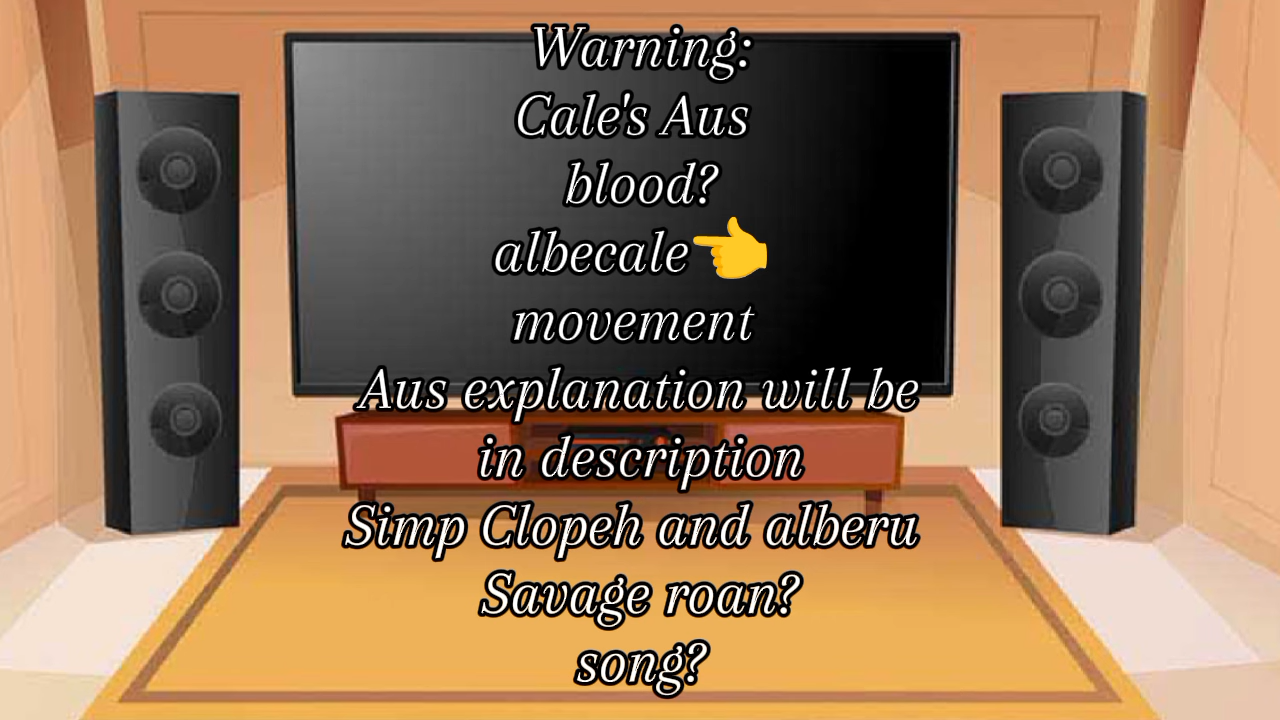 Warning:
Cale's Aus
blood?
albecale👈
movement
Aus explanation will be
in description
Simp Clopeh and alberu
Savage roan?
song?